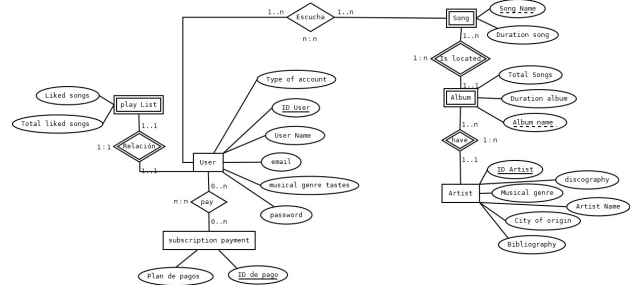 Song Name
1..n
Escucha
1..n
Song
Duration song
n:n
1..n
1:n
Is located
Total Songs
Type of account
1..1
Liked songs
Album
Duration album
play List
ID User
Total liked songs
1..1
1..n
Album name
User Name
1:1
Relación
have
1:n
User
email
1..1
1..1
ID Artist
discography
0..n
musical genre tastes
Artist
Musical genre
n:n
pay
Artist Name
password
City of origin
0..n
subscription payment
Bibliography
Plan de pagos
ID de pago